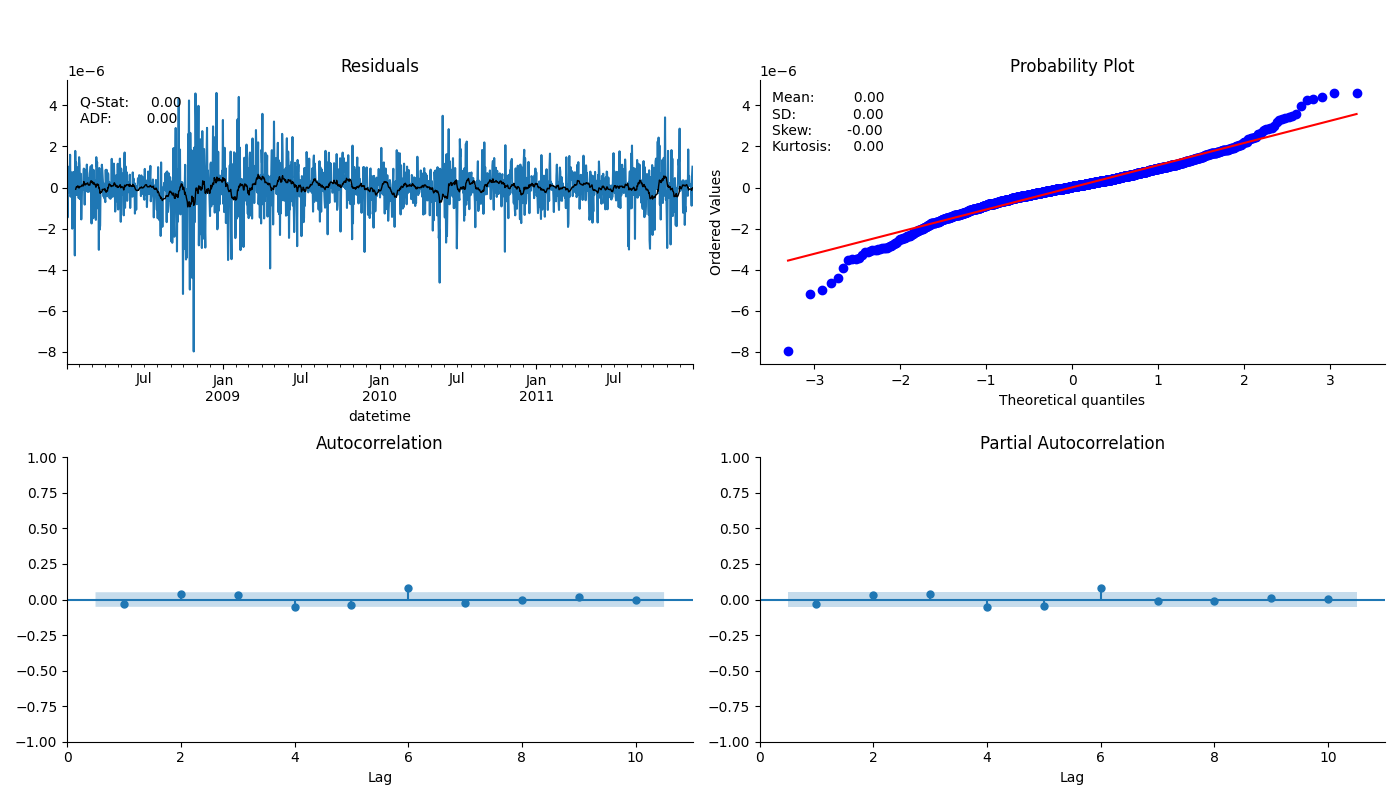 Residuals
1e−6
Q-Stat: 0.00
ADF: 0.00
4
2
0
−2
−4
−6
−8
Jul
Jan
2009
Jul
Jan
2010
Jul
Jan
2011
Jul
datetime
Probability Plot
1e−6
Mean: 0.00
SD: 0.00
Skew: -0.00
Kurtosis: 0.00
Ordered Values
4
2
0
−2
−4
−6
−8
−3 −2 −1 0 1 2 3
Theoretical quantiles
Autocorrelation
1.00
0.75
0.50
0.25
0.00
−0.25
−0.50
−0.75
−1.00
0 2 4 6 8 10
Lag
Partial Autocorrelation
1.00
0.75
0.50
0.25
0.00
−0.25
−0.50
−0.75
−1.00
0 2 4 6 8 10
Lag